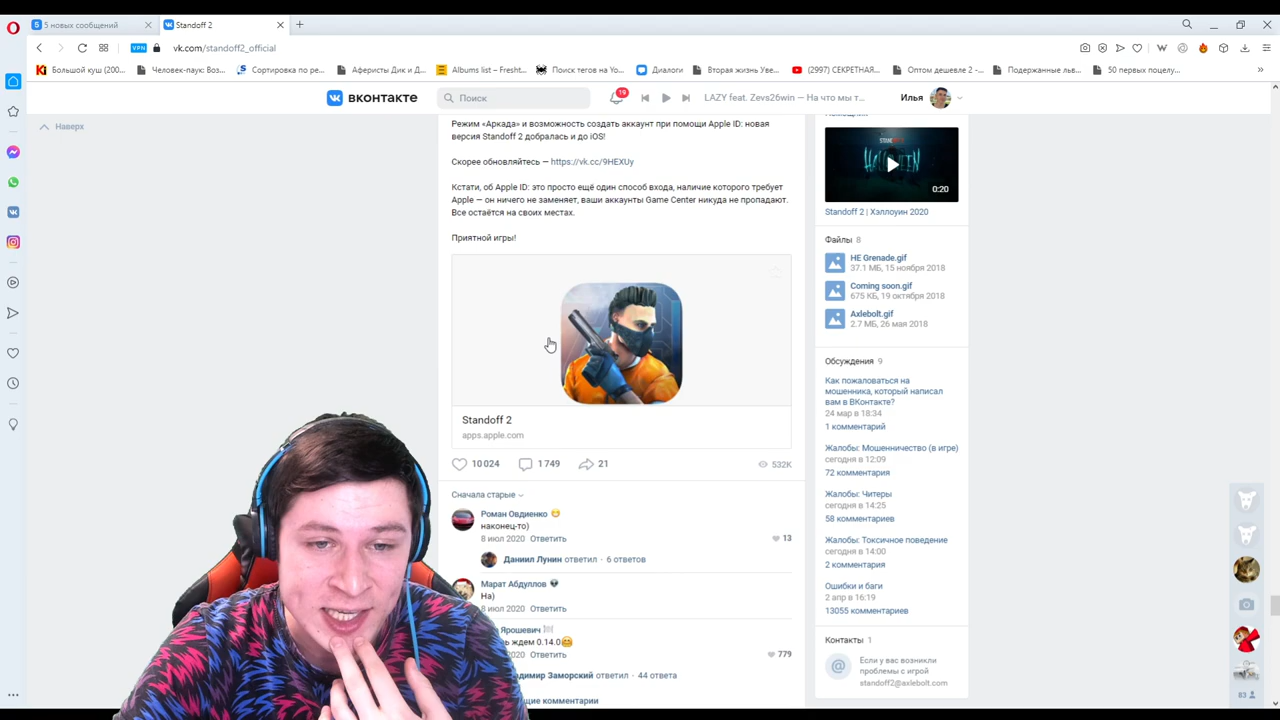 5 новых сообщений
Standoff 2
VPN
vk.com/standoff2_official
Большой куш (200...
Человек-паук: Воз...
Сортировка по ре...
Аферисты Дик и Д...
Albums list – Fresht...
Поиск тегов на Yo...
Диалоги
Вторая жизнь Уве...
(2997) СЕКРЕТНАЯ...
Оптом дешевле 2 -...
Подержанные льв...
50 первых поцелу...
вконтакте
Поиск
19
LAZY feat. Zevs26win — На что мы т...
Илья
Наверх
Режим «Аркада» и возможность создать аккаунт при помощи Apple ID: новая
версия Standoff 2 добралась и до iOS!
Скорее обновляйтесь — https://vk.cc/9HEXUy
Кстати, об Apple ID: это просто ещё один способ входа, наличие которого требует
Apple — он ничего не заменяет, ваши аккаунты Game Center никуда не пропадают.
Все остаётся на своих местах.
Приятной игры!
Standoff 2
apps.apple.com
10 024
1 749
21
532K
Сначала старые
Роман Овдиенко
наконец-то)
8 июл 2020 Ответить
13
Даниил Лунин ответил · 6 ответов
Марат Абдуллов
На)
8 июл 2020 Ответить
Ярошевич
ждем 0.14.0
2020 Ответить
779
Заморский ответил · 44 ответа
комментарии
HALLOWEEN
0:20
Standoff 2 | Хэллоуин 2020
Файлы 8
HE Grenade.gif
37.1 МБ, 15 ноября 2018
Coming soon.gif
675 КБ, 19 октября 2018
Axlebolt.gif
2.7 МБ, 26 мая 2018
Обсуждения 9
Как пожаловаться на
мошенника, который написал
вам в ВКонтакте?
24 мар в 18:34
1 комментарий
Жалобы: Мошенничество (в игре)
сегодня в 12:09
72 комментария
Жалобы: Читеры
сегодня в 14:25
58 комментариев
Жалобы: Токсичное поведение
сегодня в 14:00
2 комментария
Ошибки и баги
2 апр в 16:19
13055 комментариев
Контакты 1
Если у вас возникли
проблемы с игрой
standoff2@axlebolt.com
83